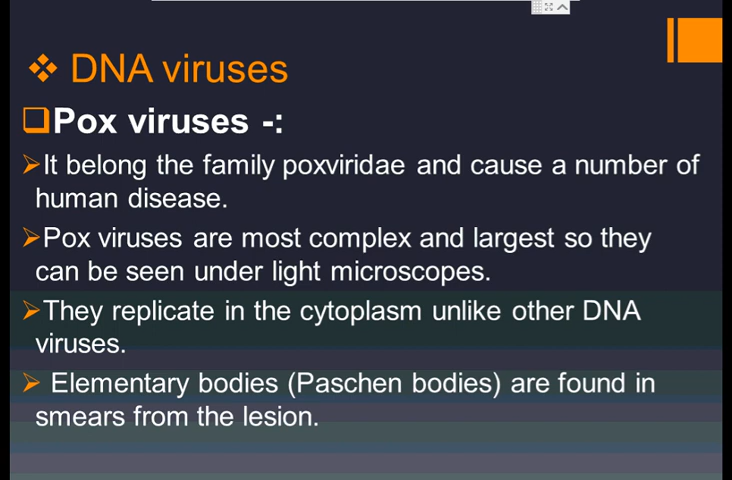 DNA viruses
Pox viruses -:
It belong the family poxviridae and cause a number of
human disease.
Pox viruses are most complex and largest so they
can be seen under light microscopes.
They replicate in the cytoplasm unlike other DNA
viruses.
Elementary bodies (Paschen bodies) are found in
smears from the lesion.